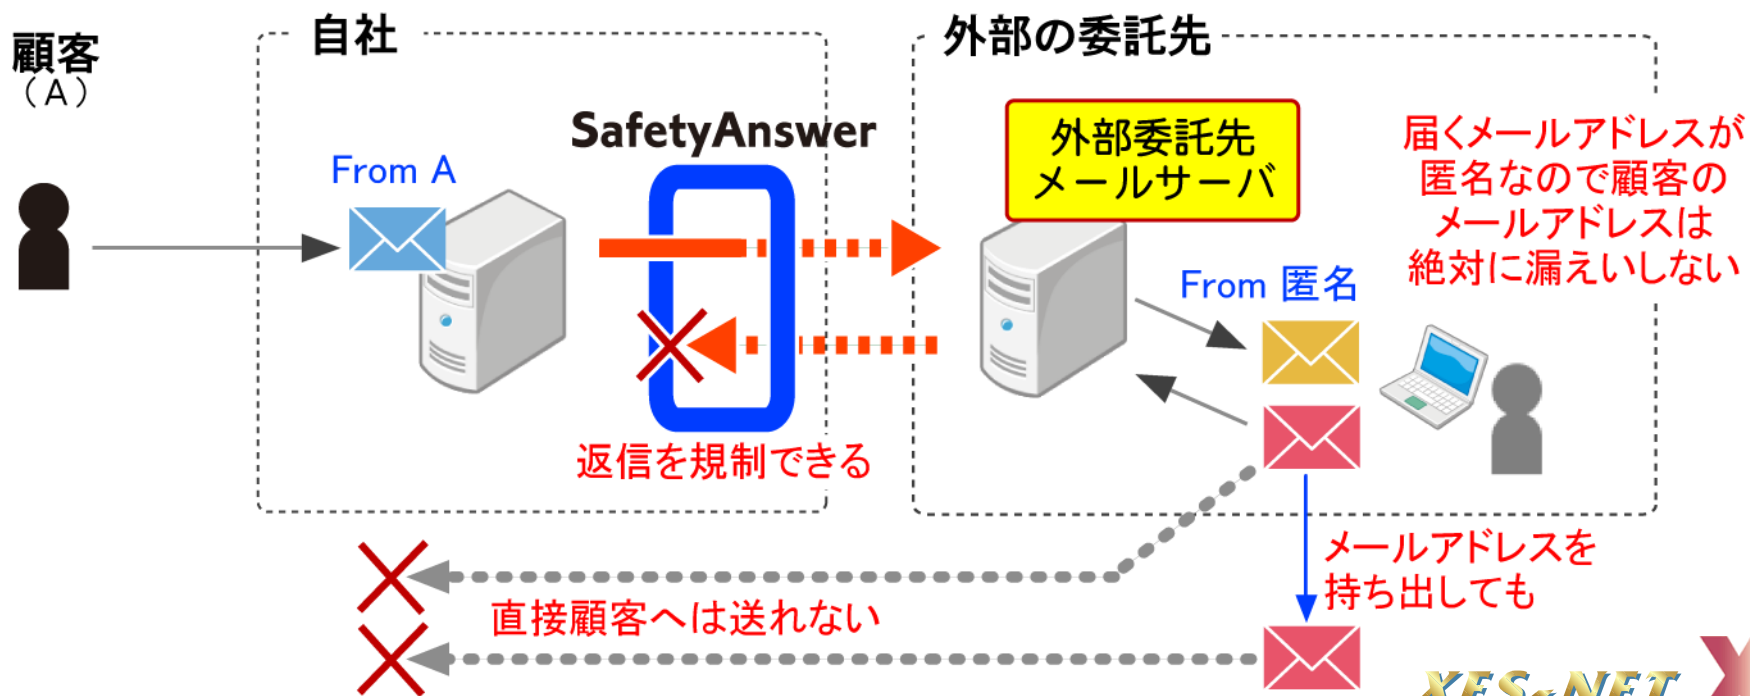 顧客
（A）
自社
外部の委託先
SafetyAnswer
From A
外部委託先
メールサーバ
届くメールアドレスが
匿名なので顧客の
メールアドレスは
絶対に漏えいしない
From 匿名
返信を規制できる
メールアドレスを
持ち出しても
直接顧客へは送れない
XES.NET